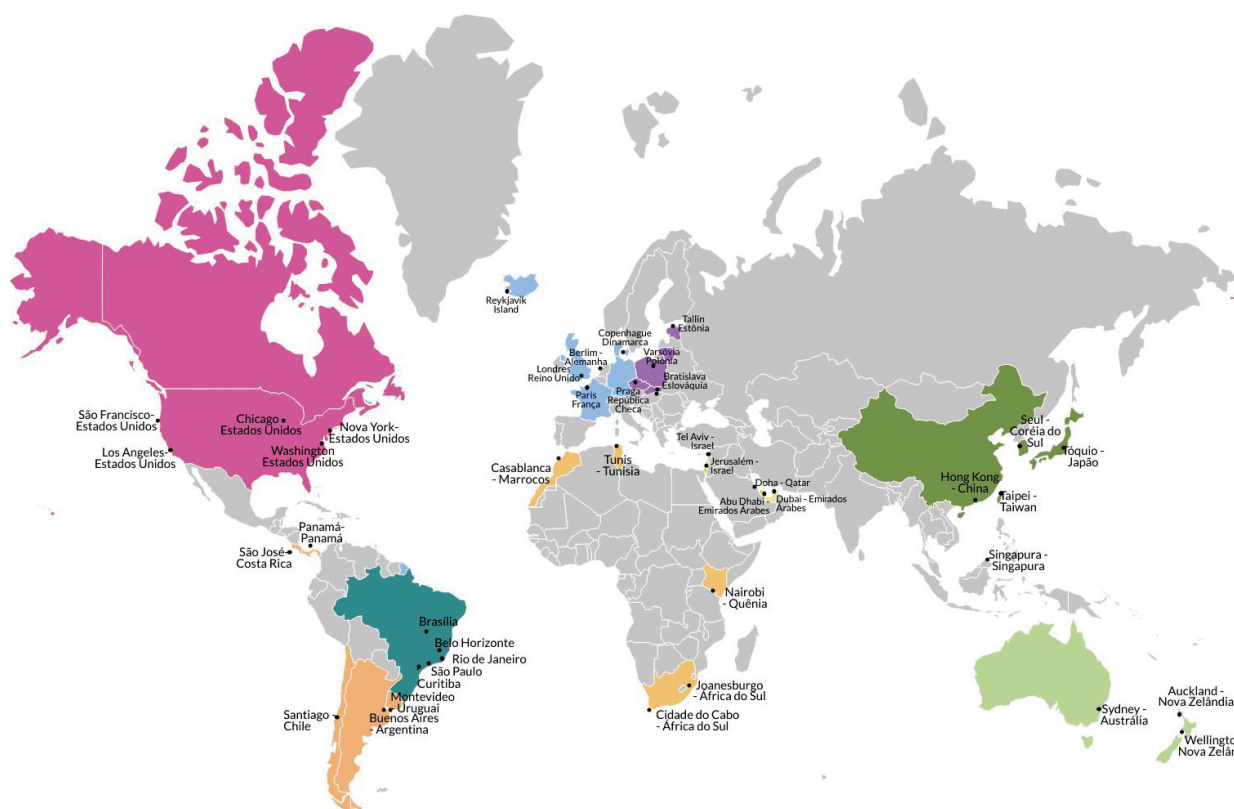 Reykjavík
Island
Tallin
Estônia
Copenhague
Dinamarca
Varsóvia
Polônia
Berlim -
Alemanha
Londres
Reino Unido
Bratislava
Eslováquia
Paris
França
Praga
República
Checa
São Francisco-
Estados Unidos
Chicago
Estados Unidos
Nova York-
Estados Unidos
Los Angeles-
Estados Unidos
Washington
Estados Unidos
Casablanca
- Marrocos
Tunis
- Tunisia
Tel Aviv -
Israel
Jerusalém -
Israel
Doha - Qatar
Abu Dhabi -
Emirados Árabes
Dubai - Emirados
Árabes
Seul -
Coréia do
Sul
Tóquio -
Japão
Hong Kong
- China
Taipei -
Taiwan
Panamá-
Panamá
São José-
Costa Rica
Singapura -
Singapura
Nairobi
- Quênia
Brasília
Belo Horizonte
Rio de Janeiro
São Paulo
Curitiba
Montevideo
- Uruguai
Buenos Aires
- Argentina
Santiago -
Chile
Joanesburgo
- África do Sul
Cidade do Cabo
- África do Sul
Sydney -
Austrália
Auckland -
Nova Zelândia
Wellingto
Nova Zelân